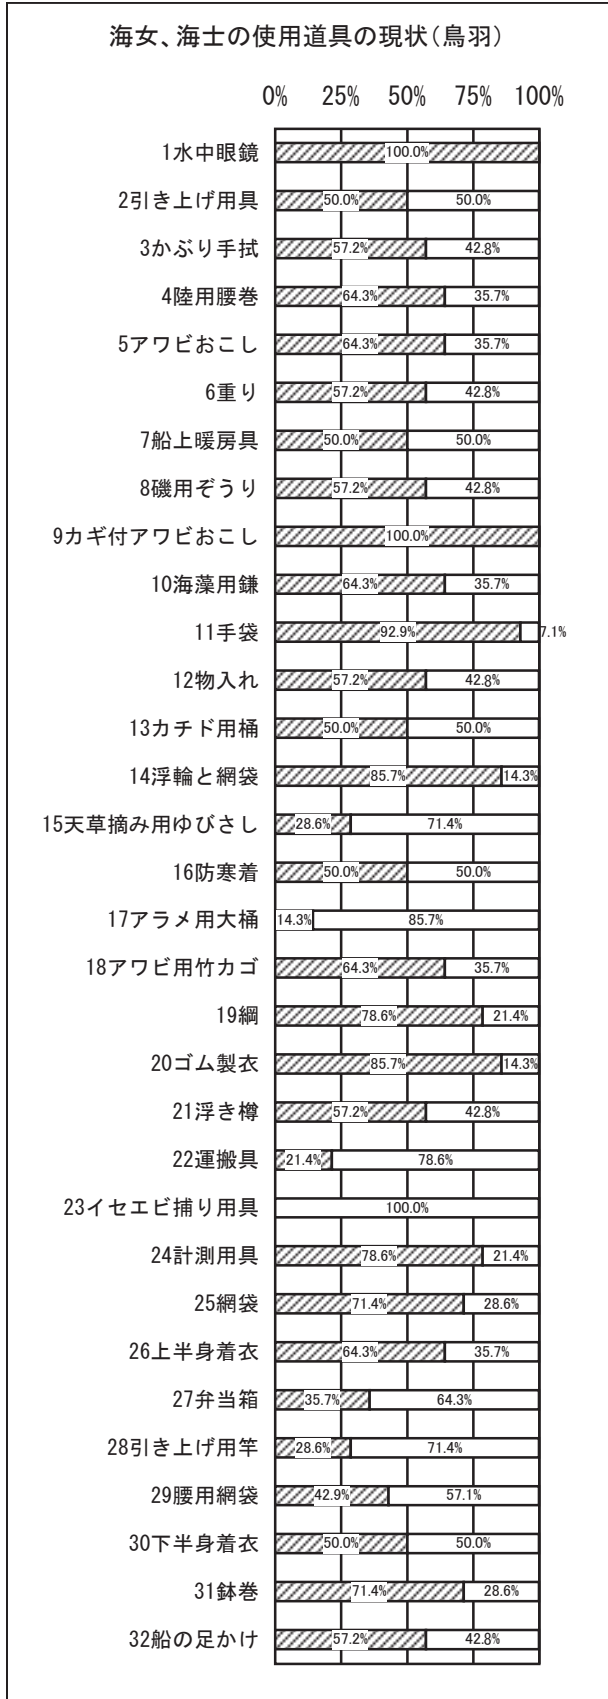 海女、海士の使用道具の現状(鳥羽)
0% 25% 50% 75% 100%
1水中眼鏡 100.0%
2引き上げ用具 50.0% 50.0%
3かぶり手拭 57.2% 42.8%
4陸用腰巻 64.3% 35.7%
5アワビおこし 64.3% 35.7%
6重り 57.2% 42.8%
7船上暖房具 50.0% 50.0%
8磯用ぞうり 57.2% 42.8%
9カギ付アワビおこし 100.0%
10海藻用鎌 64.3% 35.7%
11手袋 92.9% 7.1%
12物入れ 57.2% 42.8%
13カチド用桶 50.0% 50.0%
14浮輪と網袋 85.7% 14.3%
15天草摘み用ゆびさし 28.6% 71.4%
16防寒着 50.0% 50.0%
17アラメ用大桶 14.3% 85.7%
18アワビ用竹カゴ 64.3% 35.7%
19綱 78.6% 21.4%
20ゴム製衣 85.7% 14.3%
21浮き樽 57.2% 42.8%
22運搬具 21.4% 78.6%
23イセエビ捕り用具 100.0%
24計測用具 78.6% 21.4%
25網袋 71.4% 28.6%
26上半身着衣 64.3% 35.7%
27弁当箱 35.7% 64.3%
28引き上げ用竿 28.6% 71.4%
29腰用網袋 42.9% 57.1%
30下半身着衣 50.0% 50.0%
31鉢巻 71.4% 28.6%
32船の足かけ 57.2% 42.8%